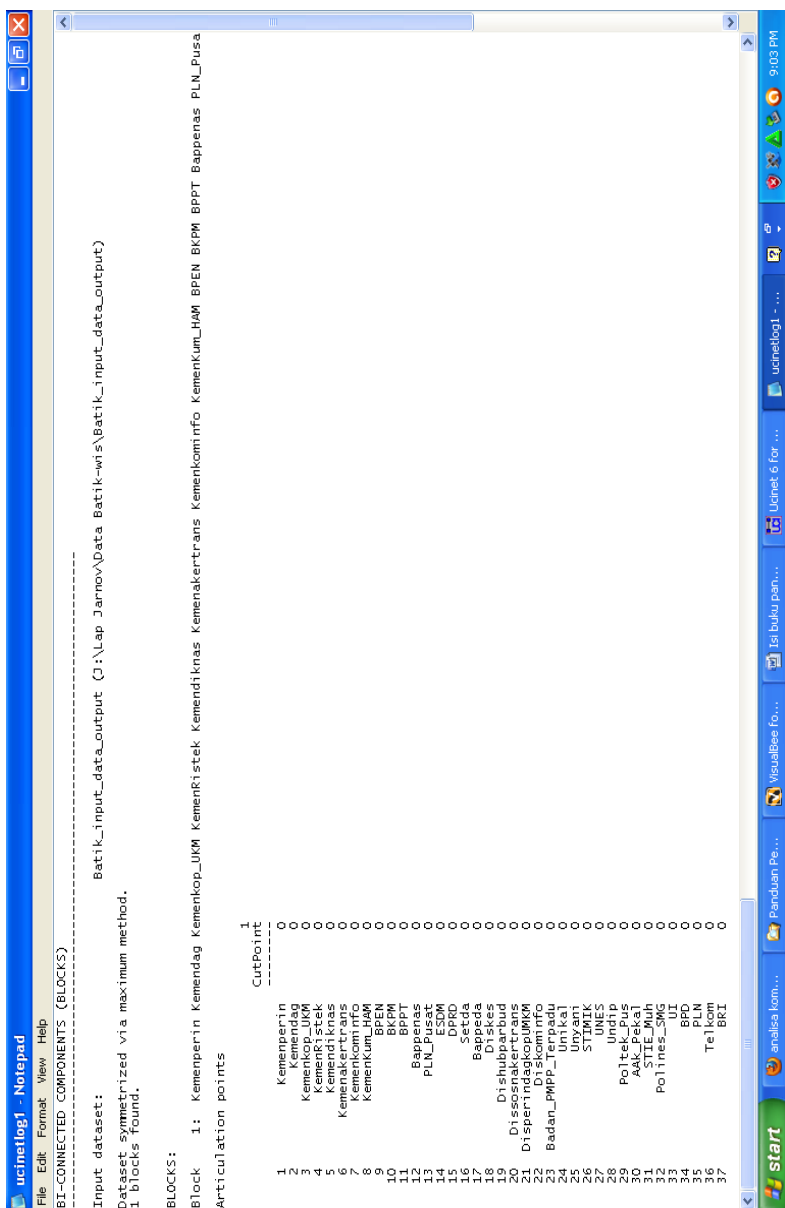 ucinetlog1 - Notepad
File Edit Format View Help
BI-CONNECTED COMPONENTS (BLOCKS)
--------------------------------------------------------------------------------
Input dataset: Batik_input_data_output (J:\Lap Jarnov\Data Batik-wis\Batik_input_data_output)
Dataset symmetrized via maximum method.
1 blocks found.
BLOCKS:
Block 1: Kemenperin Kemendag Kemenkop_UKM KemenRistek Kemendiknas Kemenakertrans Kemenkominfo KemenKum_HAM BPEN BKPM BPPT Bappenas PLN_Pusa
Articulation points
1
CutPoint
--------
1 Kemenperin 0
2 Kemendag 0
3 Kemenkop_UKM 0
4 KemenRistek 0
5 Kemendiknas 0
6 Kemenakertrans 0
7 Kemenkominfo 0
8 KemenKum_HAM 0
9 BPEN 0
10 BKPM 0
11 BPPT 0
12 Bappenas 0
13 PLN_Pusat 0
14 ESDM 0
15 DPRD 0
16 Setda 0
17 Bappeda 0
18 Diskes 0
19 Dishubparbud 0
20 Dissosnakertrans 0
21 DisperindagkopUMKM 0
22 Diskominfo 0
23 Badan_PMPP_Terpadu 0
24 Unikal 0
25 Unyani 0
26 STIMIK 0
27 UNES 0
28 Undip 0
29 Poltek_Pus 0
30 AAk_Pekal 0
31 STIE_Muh 0
32 Polines_SMG 0
33 UI 0
34 BPD 0
35 PLN 0
36 Telkom 0
37 BRI 0
start
analisa kom...
Panduan Pe...
VisualBee fo...
Isi buku pan...
Ucinet 6 for ...
ucinetlog1 - ...
9:03 PM